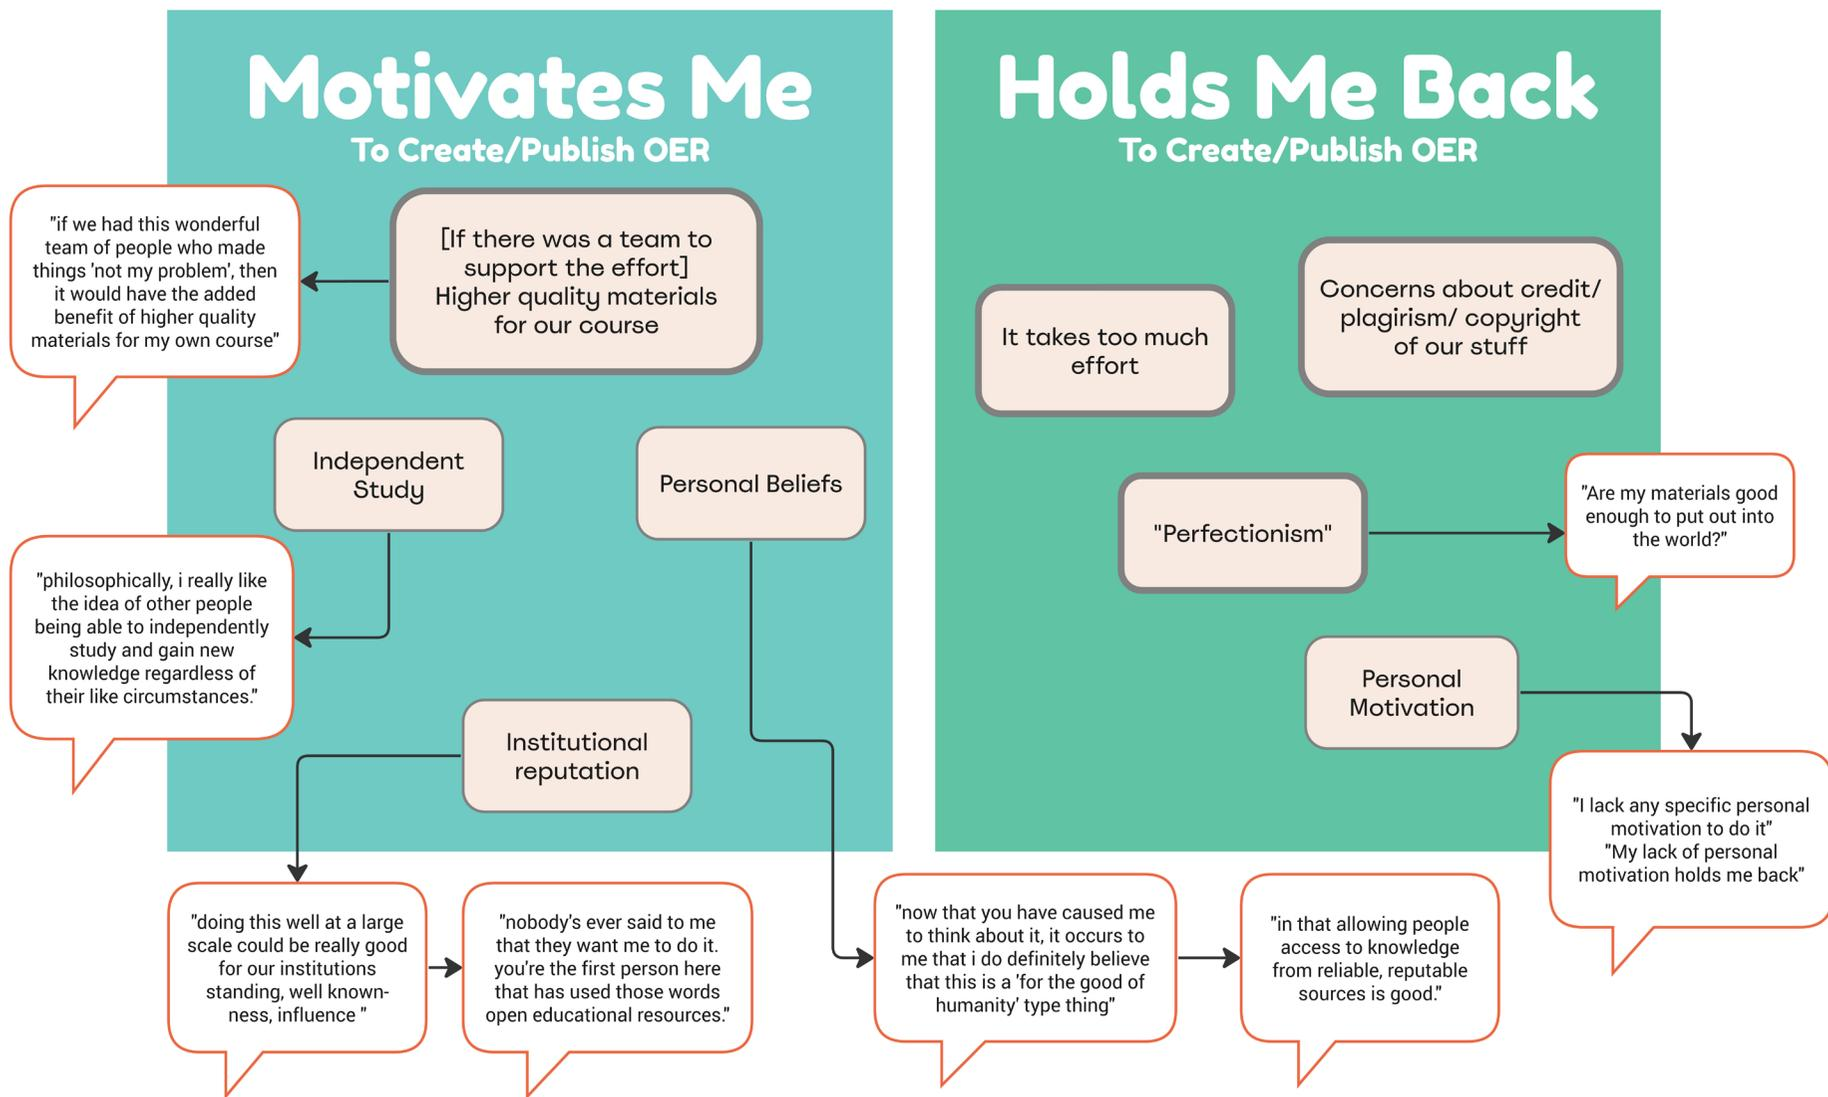 Motivates Me
To Create/Publish OER
"if we had this wonderful
team of people who made
things 'not my problem', then
it would have the added
benefit of higher quality
materials for my own course"
[If there was a team to
support the effort]
Higher quality materials
for our course
Independent
Study
Personal Beliefs
"philosophically, i really like
the idea of other people
being able to independently
study and gain new
knowledge regardless of
their like circumstances."
Institutional
reputation
"doing this well at a large
scale could be really good
for our institutions
standing, well known-
ness, influence "
"nobody's ever said to me
that they want me to do it.
you're the first person here
that has used those words
open educational resources."
Holds Me Back
To Create/Publish OER
It takes too much
effort
Concerns about credit/
plagirism/ copyright
of our stuff
"Perfectionism"
"Are my materials good
enough to put out into
the world?"
Personal
Motivation
"I lack any specific personal
motivation to do it"
"My lack of personal
motivation holds me back"
"now that you have caused me
to think about it, it occurs to
me that i do definitely believe
that this is a 'for the good of
humanity' type thing"
"in that allowing people
access to knowledge
from reliable, reputable
sources is good."